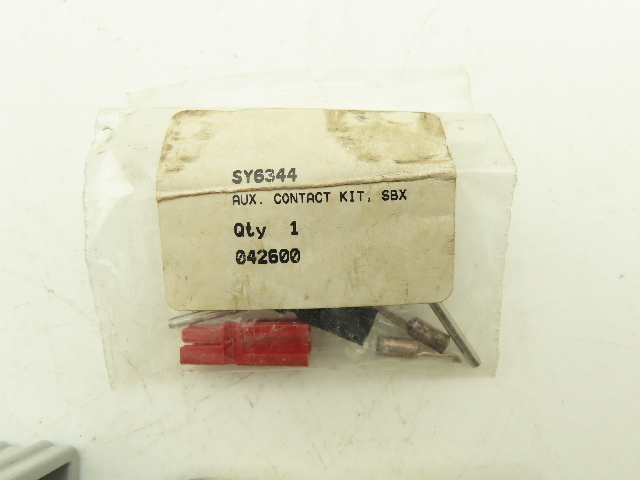 SY6344
AUX. CONTACT KIT, SBX
Qty 1
042600